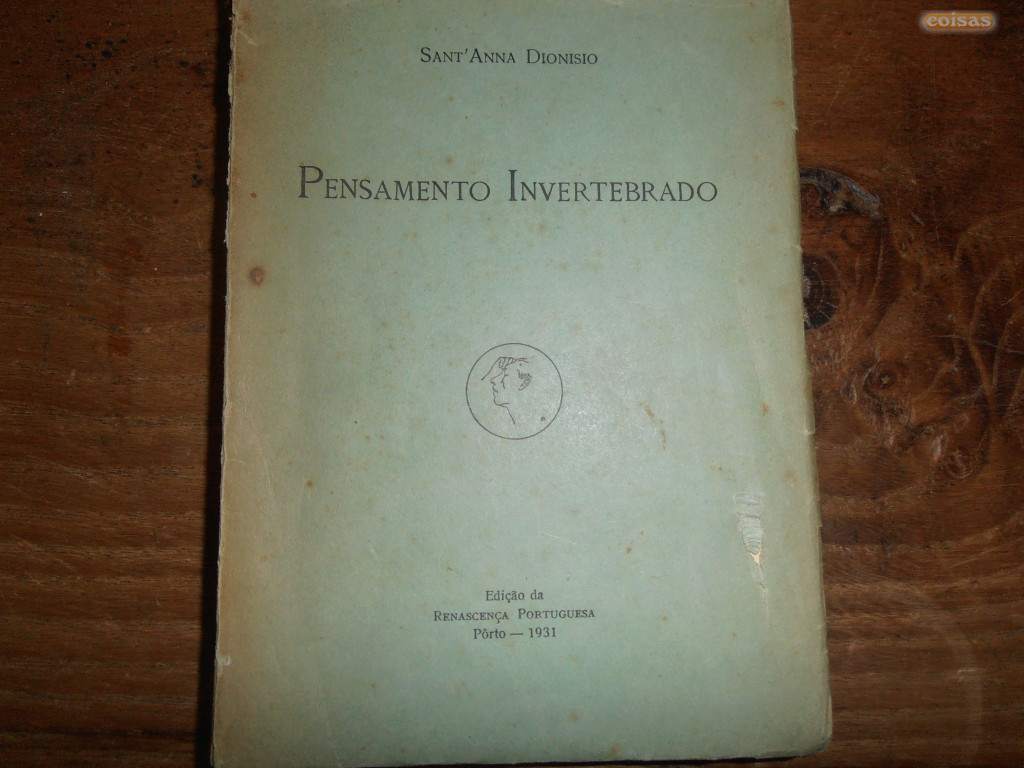 coisas
SANT'ANNA DIONISIO
PENSAMENTO INVERTEBRADO
Edição da
RENASCENÇA PORTUGUESA
Pôrto — 1931